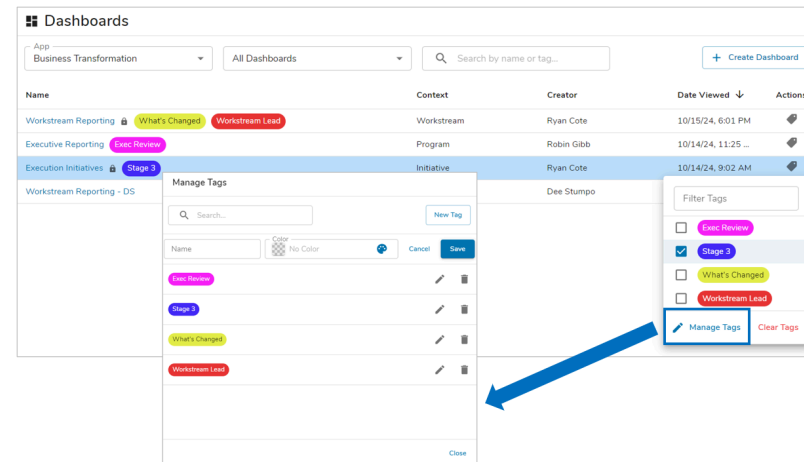 Dashboards
App
Business Transformation
All Dashboards
Search by name or tag...
+ Create Dashboard
Name Context Creator Date Viewed Actions
Workstream Reporting What's Changed Workstream Lead Workstream Ryan Cote 10/15/24, 6:01 PM
Executive Reporting Exec Review Program Robin Gibb 10/14/24, 11:25 ...
Execution Initiatives Stage 3 Initiative Ryan Cote 10/14/24, 9:02 AM
Workstream Reporting - DS Dee Stumpo
Manage Tags
Search... New Tag
Color
Name No Color Cancel Save
Exec Review
Stage 3
What's Changed
Workstream Lead
Close
Filter Tags
Exec Review
Stage 3
What's Changed
Workstream Lead
Manage Tags Clear Tags